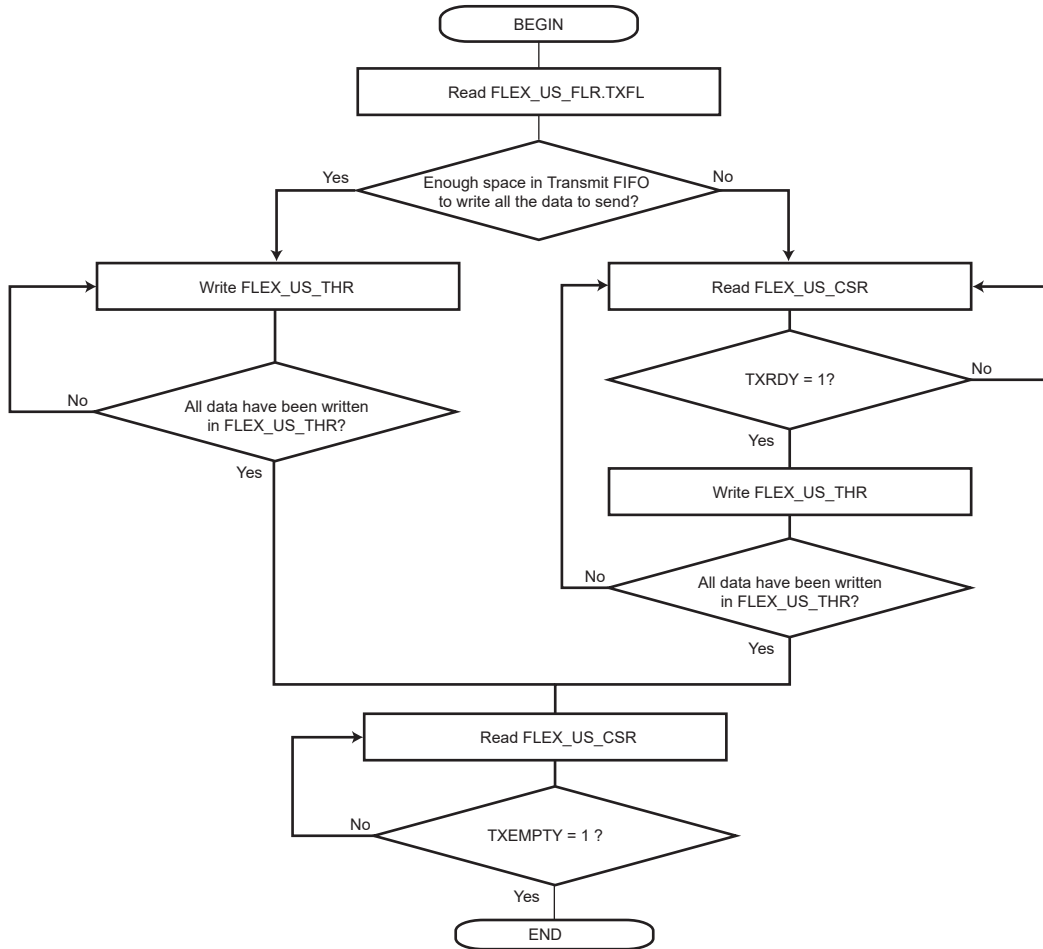 BEGIN
Read FLEX_US_FLR.TXFL
Yes
Enough space in Transmit FIFO
to write all the data to send?
No
Write FLEX_US_THR
Read FLEX_US_CSR
TXRDY = 1?
No
No
All data have been written
in FLEX_US_THR?
Yes
Yes
Write FLEX_US_THR
No
All data have been written
in FLEX_US_THR?
Yes
Read FLEX_US_CSR
No
TXEMPTY = 1 ?
Yes
END